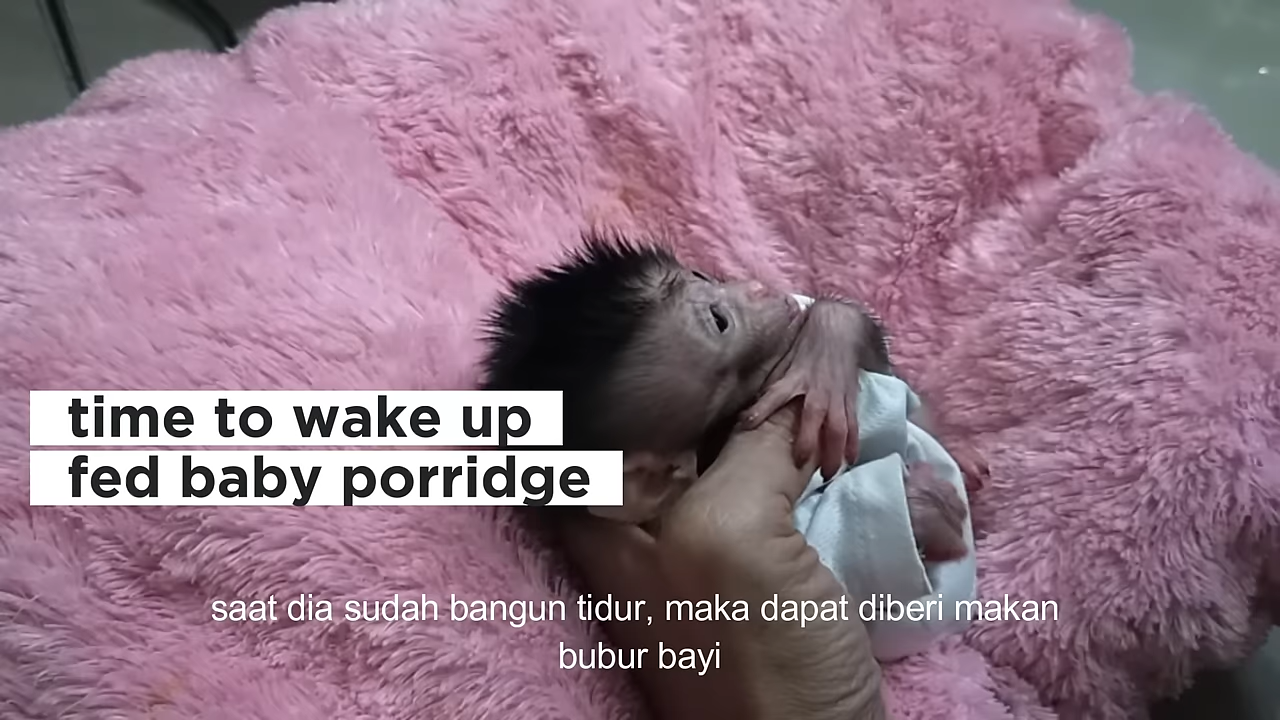 time to wake up
fed baby porridge
saat dia sudah bangun tidur, maka dapat diberi makan
bubur bayi